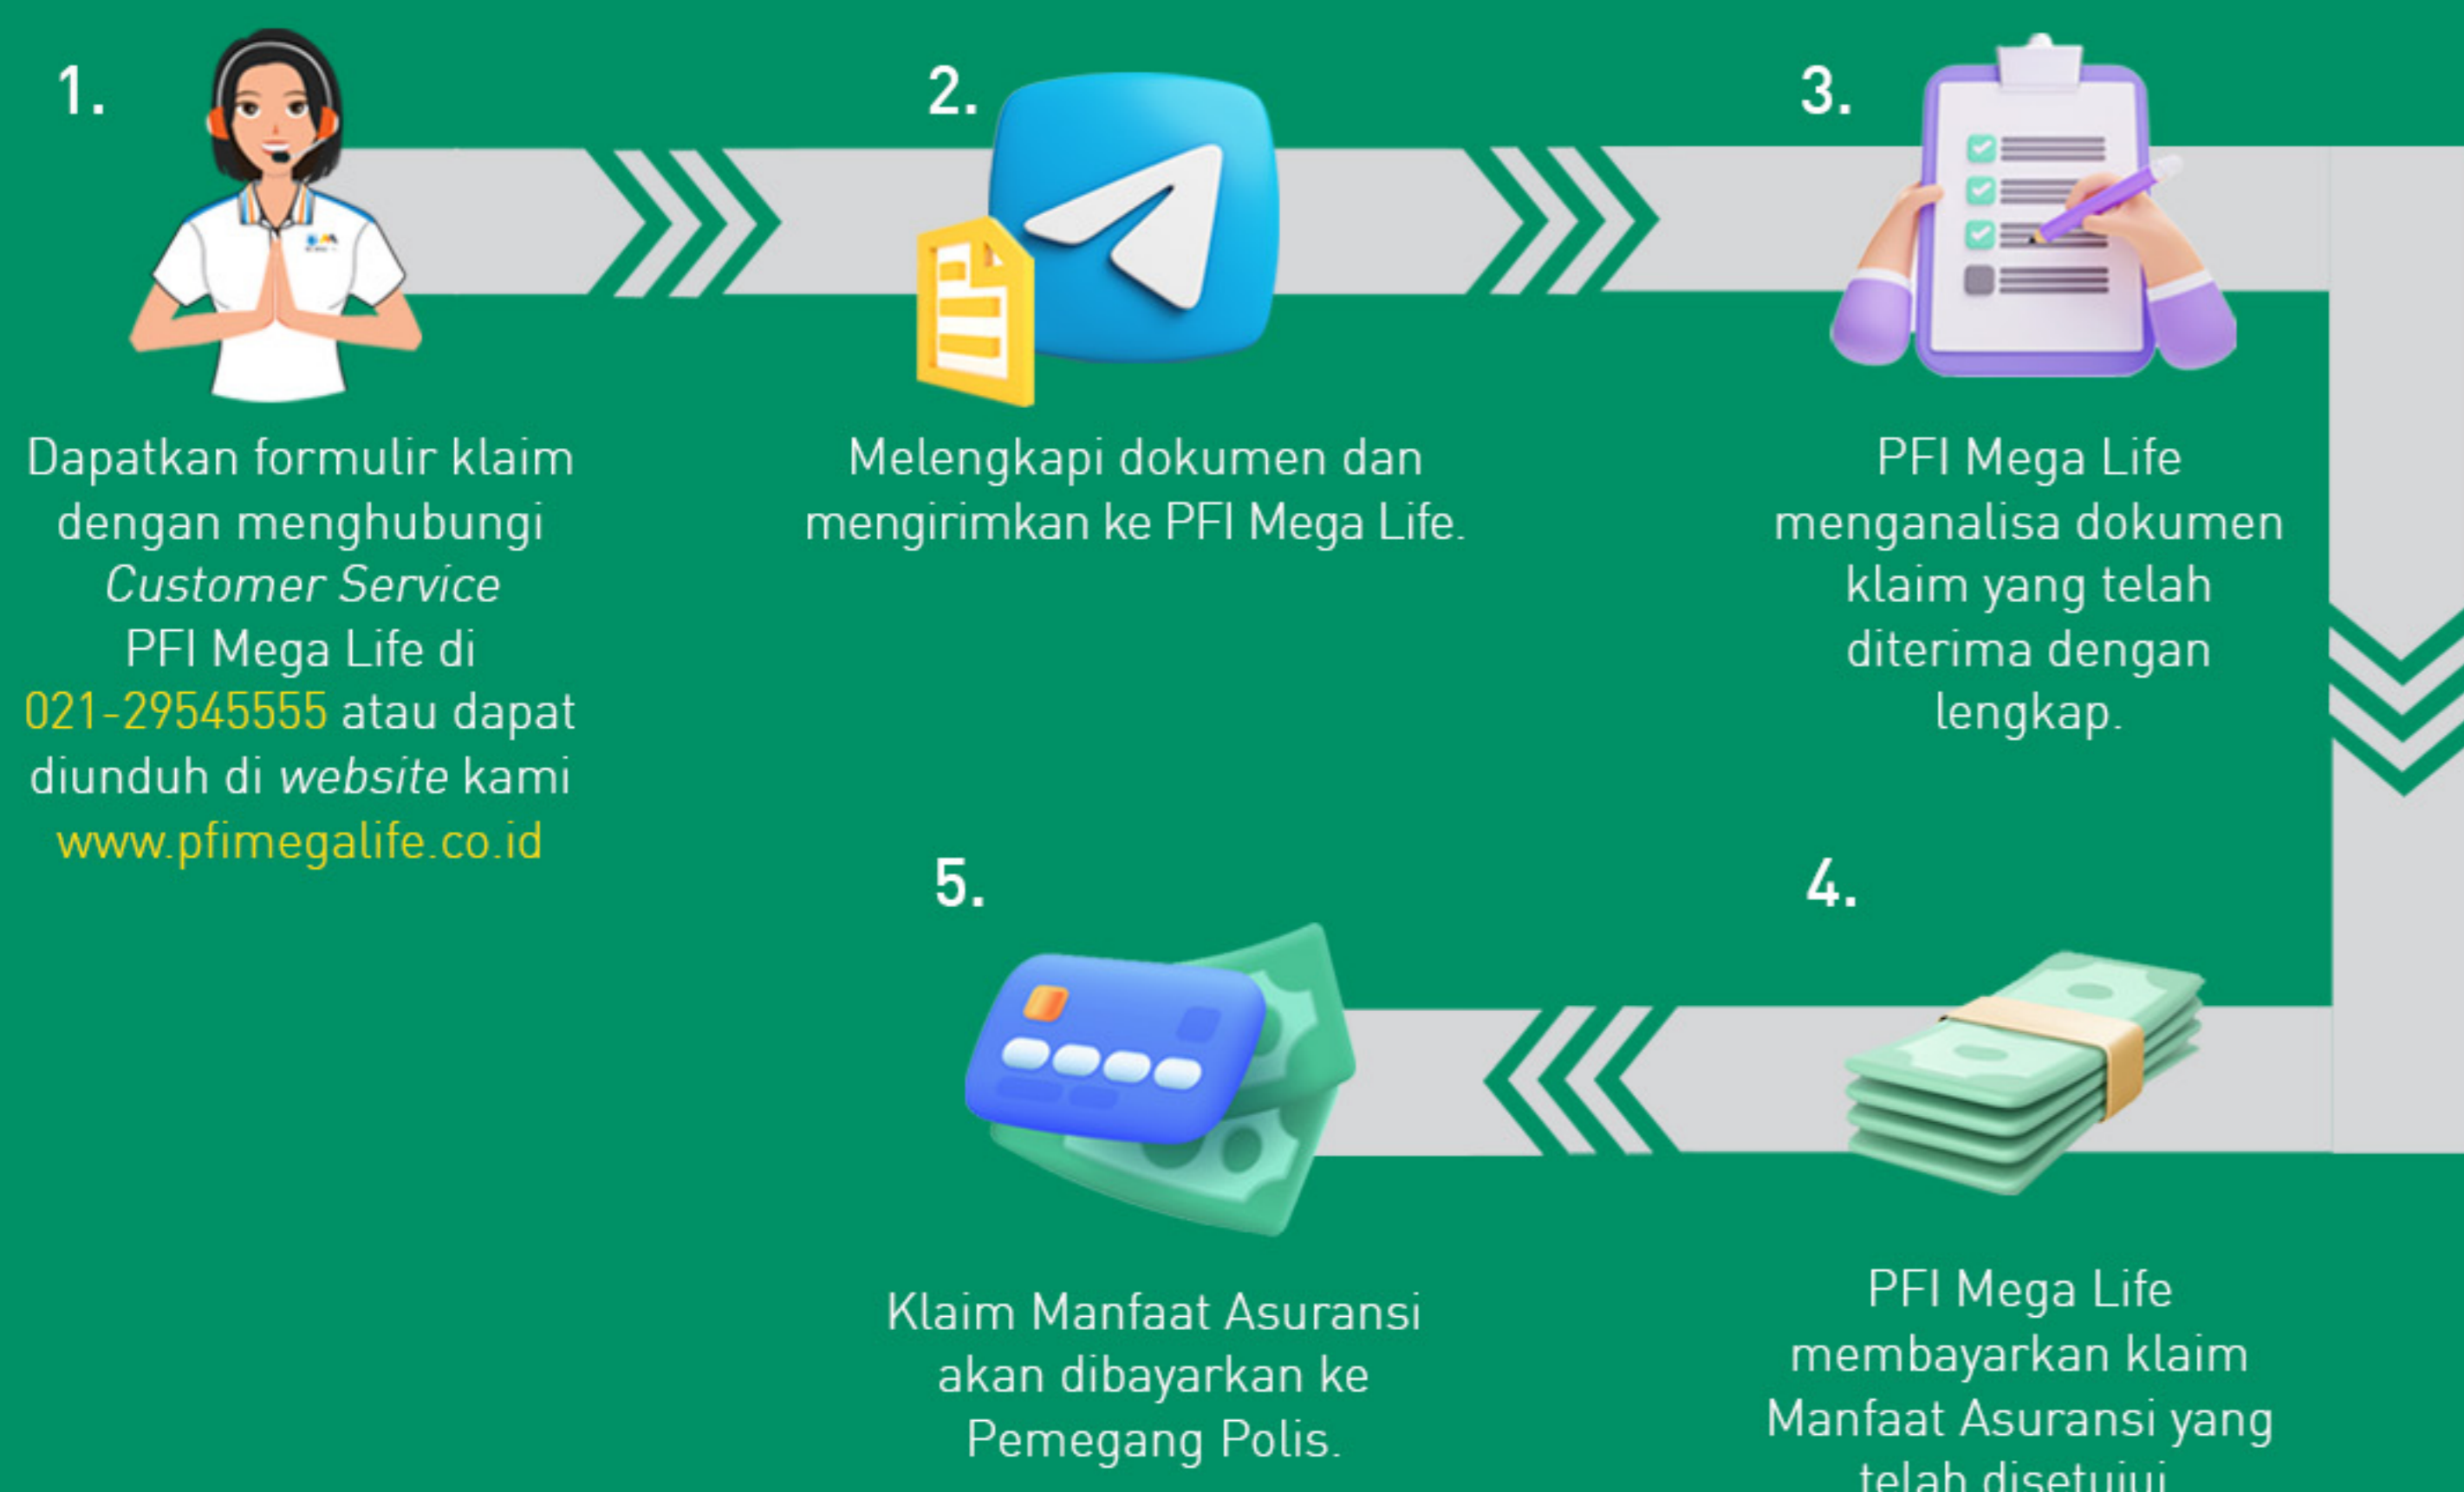 1.
Dapatkan formulir klaim
dengan menghubungi
Customer Service
PFI Mega Life di
021-29545555 atau dapat
diunduh di website kami
www.pfimegalife.co.id
2.
Melengkapi dokumen dan
mengirimkan ke PFI Mega Life.
3.
PFI Mega Life
menganalisa dokumen
klaim yang telah
diterima dengan
lengkap.
4.
PFI Mega Life
membayarkan klaim
Manfaat Asuransi yang
telah disetujui
5.
Klaim Manfaat Asuransi
akan dibayarkan ke
Pemegang Polis.